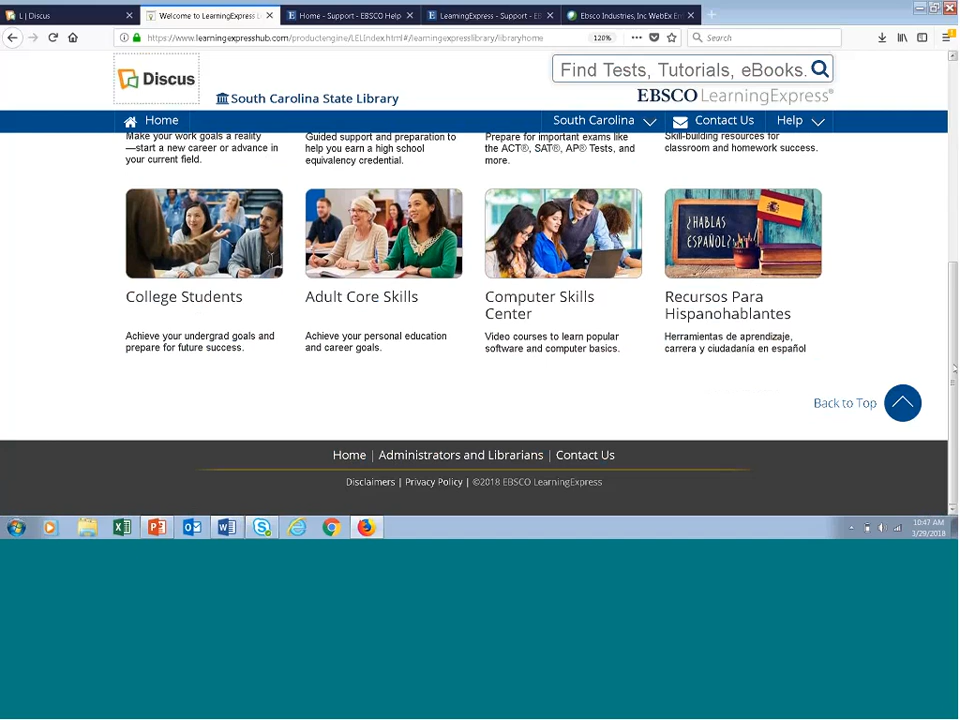 L | Discus
Welcome to LearningExpress L
Home - Support - EBSCO Help
LearningExpress - Support - EB
Ebsco Industries, Inc WebEx En
https://www.learningexpresshub.com/productengine/LELIndex.html#/learningexpresslibrary/libraryhome
120%
Search
Discus
South Carolina State Library
Find Tests, Tutorials, eBooks.
EBSCO LearningExpress®
Home
South Carolina
Contact Us
Help
Make your work goals a reality
—start a new career or advance in
your current field.
Guided support and preparation to
help you earn a high school
equivalency credential.
Prepare for important exams like
the ACT®, SAT®, AP® Tests, and
more.
Skill-building resources for
classroom and homework success.
¿HABLAS
ESPAÑOL?
College Students
Achieve your undergrad goals and
prepare for future success.
Adult Core Skills
Achieve your personal education
and career goals.
Computer Skills
Center
Video courses to learn popular
software and computer basics.
Recursos Para
Hispanohablantes
Herramientas de aprendizaje,
carrera y ciudadanía en español
Back to Top
Home | Administrators and Librarians | Contact Us
Disclaimers | Privacy Policy | ©2018 EBSCO LearningExpress
10:47 AM
3/29/2018